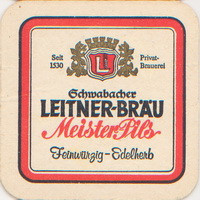 Seit 1530
L
Privat-Brauerei
Schwabacher
LEITNER-BRÄU
Meister Pils
Feinwürzig - Edelherb